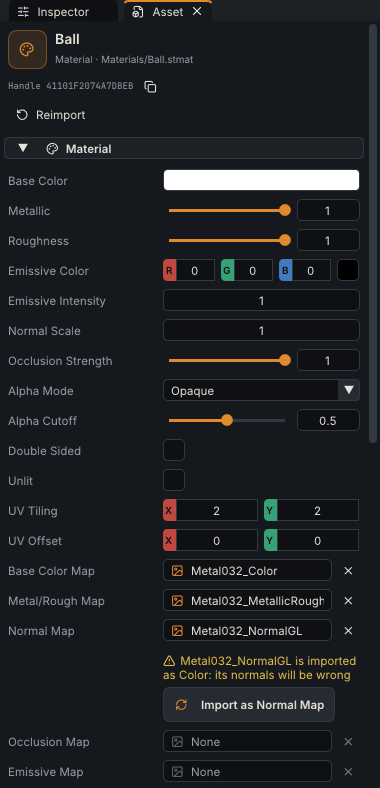 Inspector
Asset
Ball
Material · Materials/Ball.stmat
Handle 41101F2074A7DBEB
Reimport
Material
Base Color
Metallic 1
Roughness 1
Emissive Color R 0 G 0 B 0
Emissive Intensity 1
Normal Scale 1
Occlusion Strength 1
Alpha Mode Opaque
Alpha Cutoff 0.5
Double Sided
Unlit
UV Tiling X 2 Y 2
UV Offset X 0 Y 0
Base Color Map Metal032_Color
Metal/Rough Map Metal032_MetallicRough
Normal Map Metal032_NormalGL
Metal032_NormalGL is imported
as Color: its normals will be wrong
Import as Normal Map
Occlusion Map None
Emissive Map None